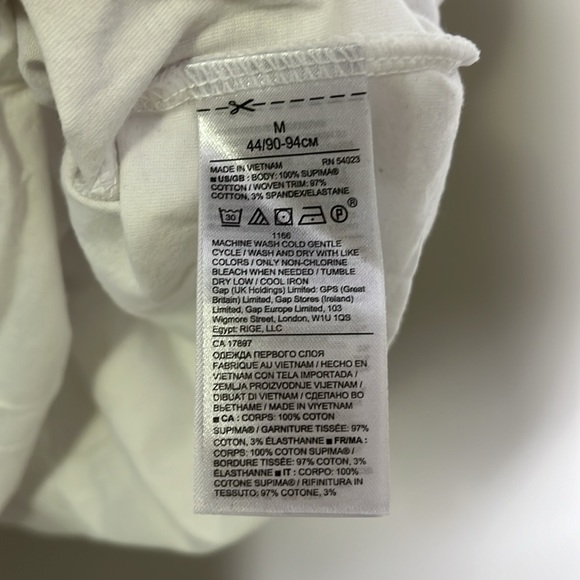 M
44/90-94см
MADE IN VIETNAM RN 54023
■ US/GB : BODY: 100% SUPIMA®
COTTON / WOVEN TRIM: 97%
COTTON, 3% SPANDEX/ELASTANE
30 P ®
1166
MACHINE WASH COLD GENTLE
CYCLE / WASH AND DRY WITH LIKE
COLORS / ONLY NON-CHLORINE
BLEACH WHEN NEEDED / TUMBLE
DRY LOW / COOL IRON
Gap (UK Holdings) Limited: GPS (Great
Britain) Limited, Gap Stores (Ireland)
Limited, Gap Europe Limited, 103
Wigmore Street, London, W1U 1QS
Egypt: RIGE, LLC
CA 17897
ОДЕЖДА ПЕРВОГО СЛОЯ
FABRIQUÉ AU VIETNAM / HECHO EN
VIETNAM CON TELA IMPORTADA /
ZEMLJA PROIZVODNJE VIJETNAM /
DIBUAT DI VIETNAM / СДЕЛАНО ВО
ВЬЕТНАМЕ / MADE IN VIYETNAM
■ CA : CORPS: 100% COTON
SUPIMA® / GARNITURE TISSÉE: 97%
COTON, 3% ÉLASTHANNE ■ FR/MA :
CORPS: 100% COTON SUPIMA® /
BORDURE TISSÉE: 97% COTON, 3%
ÉLASTHANNE ■ IT : CORPO: 100%
COTONE SUPIMA® / RIFINITURA IN
TESSUTO: 97% COTONE, 3%